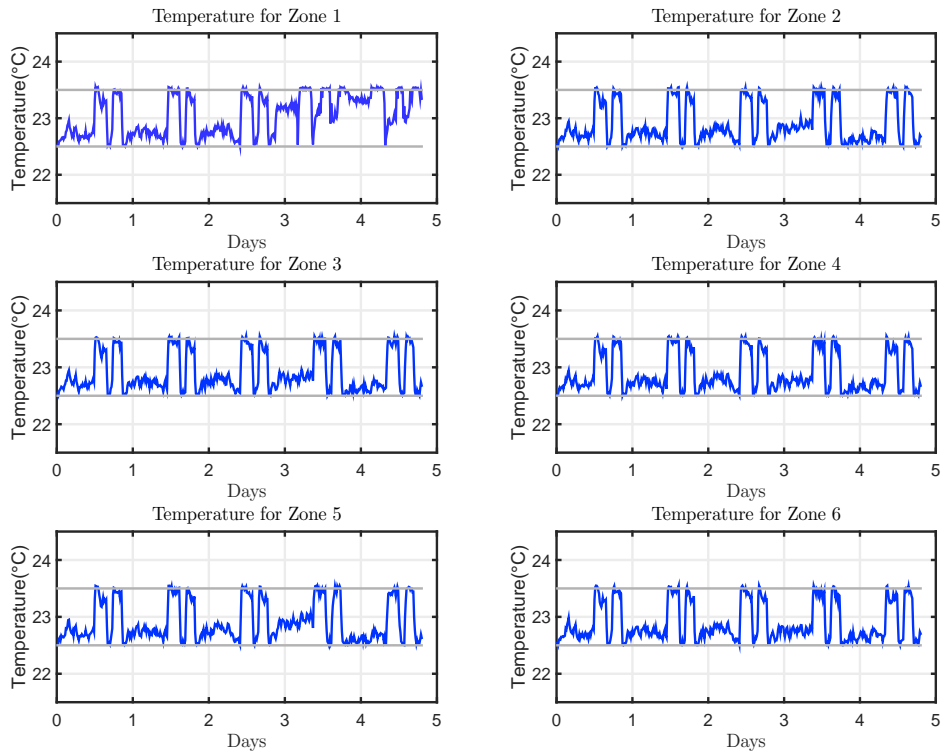 Temperature for Zone 1
Temperature(°C)
24
23
22
0 1 2 3 4 5
Days
Temperature for Zone 2
Temperature(°C)
24
23
22
0 1 2 3 4 5
Days
Temperature for Zone 3
Temperature(°C)
24
23
22
0 1 2 3 4 5
Days
Temperature for Zone 4
Temperature(°C)
24
23
22
0 1 2 3 4 5
Days
Temperature for Zone 5
Temperature(°C)
24
23
22
0 1 2 3 4 5
Days
Temperature for Zone 6
Temperature(°C)
24
23
22
0 1 2 3 4 5
Days